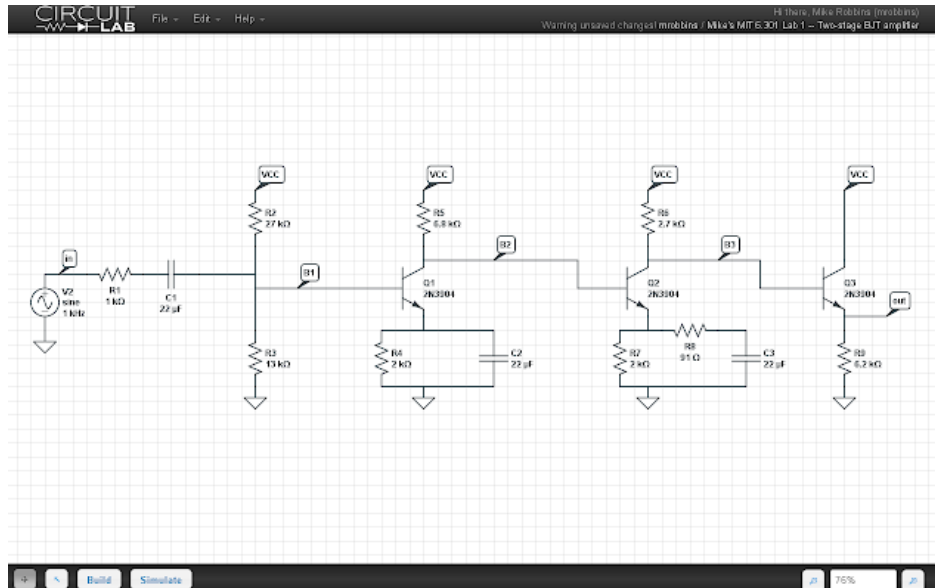 CIRCUIT
LAB
File
Edit
Help
Hi there, Mike Robbins (mrobbins)
Warning unsaved changes! mrobbins / Mike's MIT 6.301 Lab 1 – Two-stage BJT amplifier
VCC
VCC
VCC
VCC
R2
27 kΩ
R5
6.8 kΩ
R6
2.7 kΩ
in
B1
B2
B3
out
V2
sine
1 kHz
R1
1 kΩ
C1
22 µF
Q1
2N3904
Q2
2N3904
Q3
2N3904
R3
13 kΩ
R4
2 kΩ
C2
22 µF
R7
2 kΩ
R8
91 Ω
C3
22 µF
R9
6.2 kΩ
Build
Simulate
76%